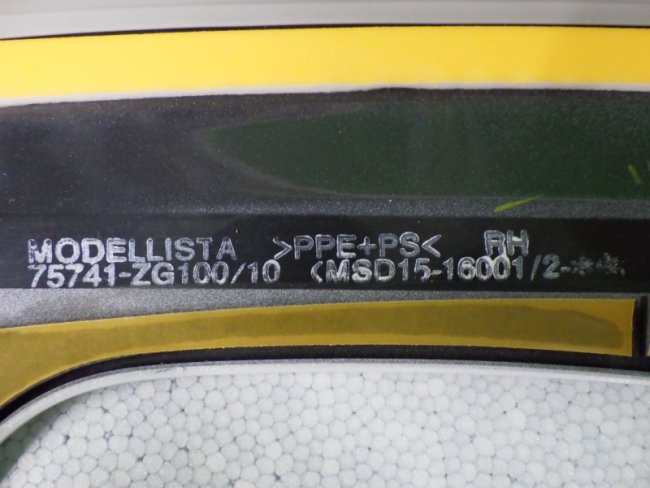 MODELLISTA >PPE+PS< RH
75741-ZG100/10 (MSD15-16001/2-**